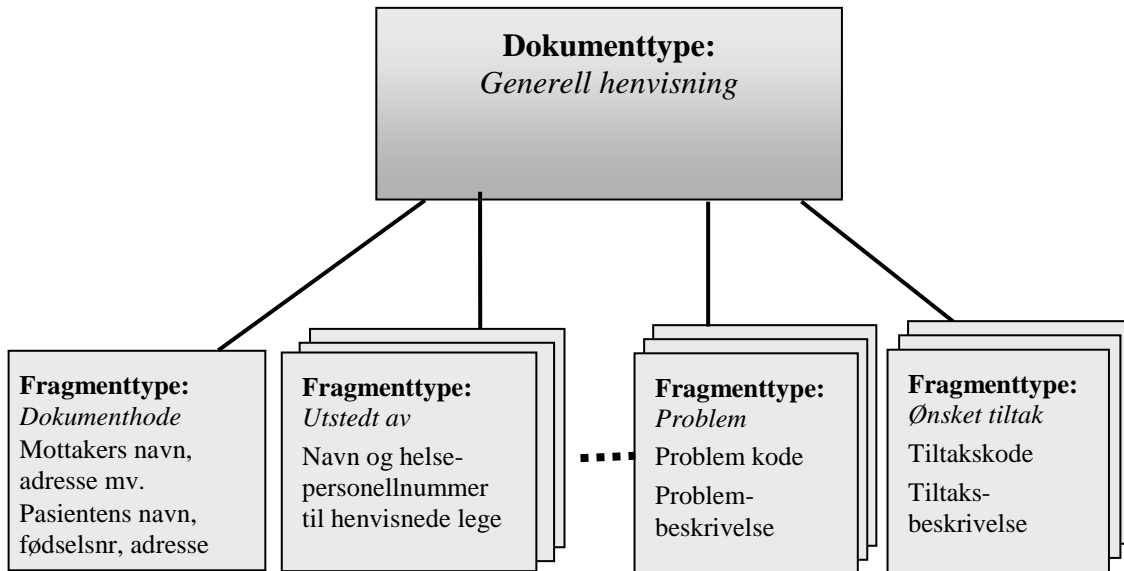 Dokumenttype:
Generell henvisning
Fragmenttype:
Dokumenthode
Mottakers navn,
adresse mv.
Pasientens navn,
fødselsnr, adresse
Fragmenttype:
Utstedt av
Navn og helse-
personellnummer
til henvisnede lege
Fragmenttype:
Problem
Problem kode
Problem-
beskrivelse
Fragmenttype:
Ønsket tiltak
Tiltakskode
Tiltaks-
beskrivelse